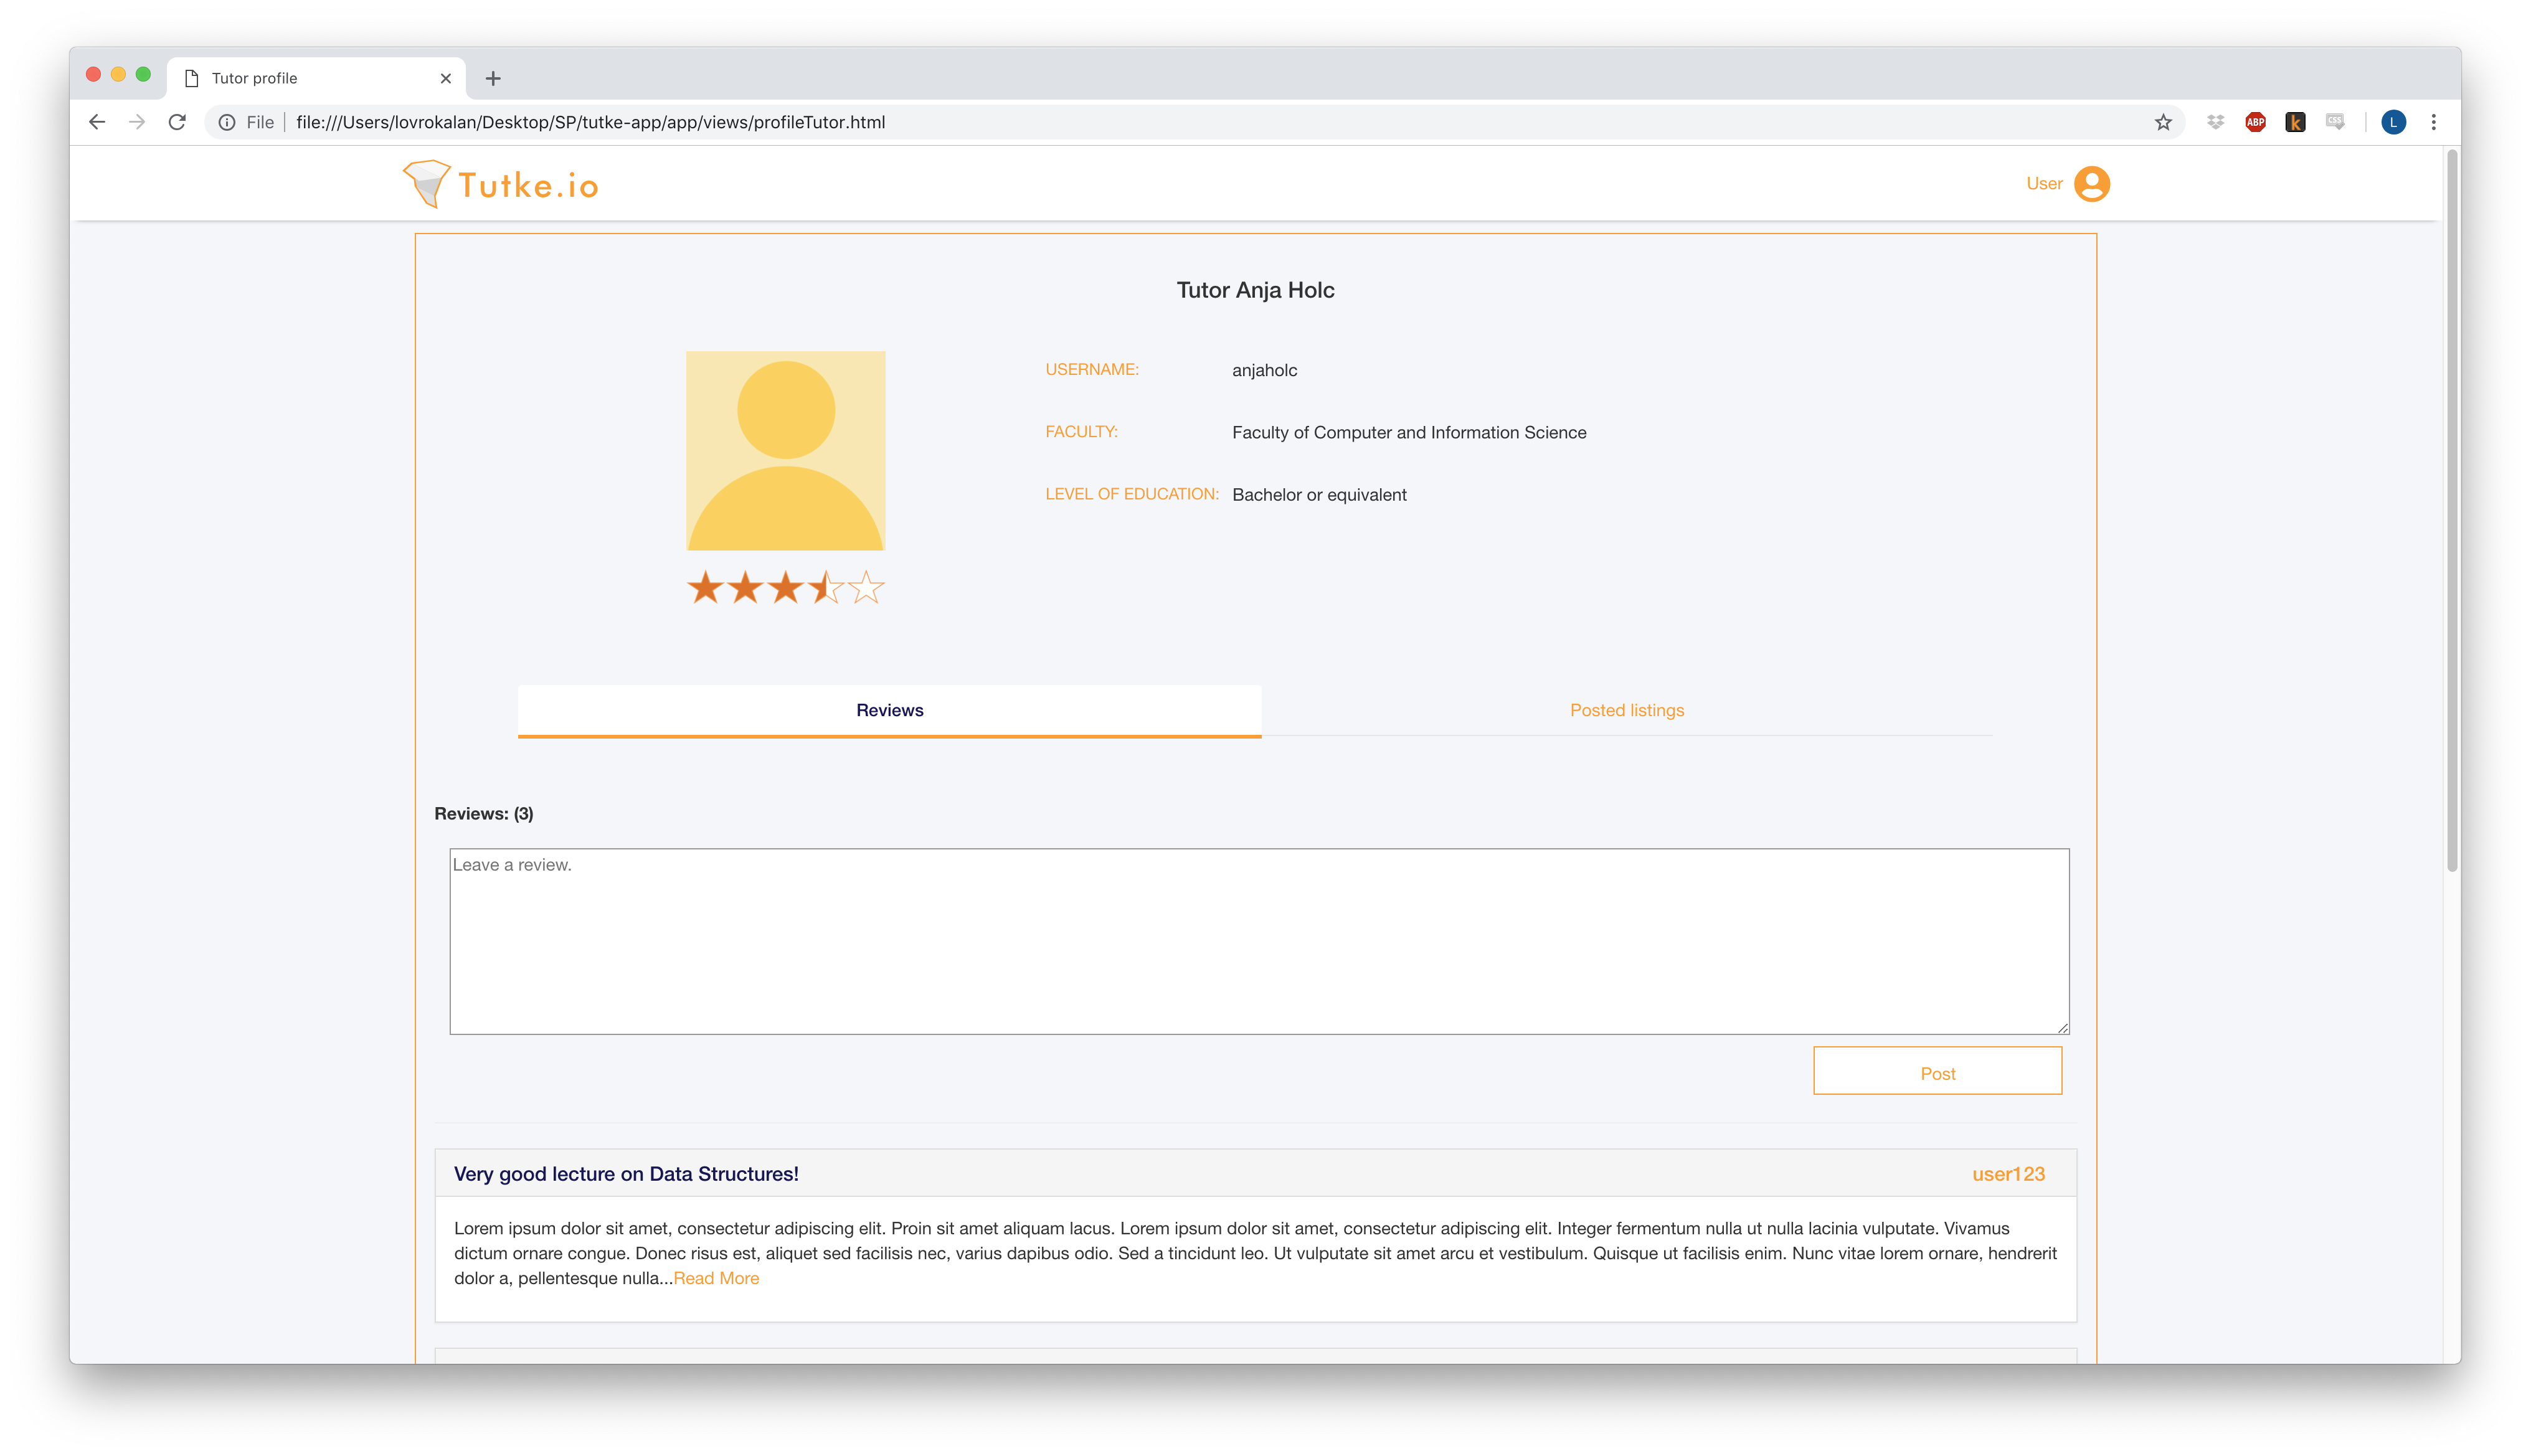 Tutor profile
File file:///Users/lovrokalan/Desktop/SP/tutke-app/app/views/profileTutor.html
ABP
k
CSS
L
Tutke.io
User
Tutor Anja Holc
USERNAME: anjaholc
FACULTY: Faculty of Computer and Information Science
LEVEL OF EDUCATION: Bachelor or equivalent
Reviews
Posted listings
Reviews: (3)
Leave a review.
Post
Very good lecture on Data Structures!
user123
Lorem ipsum dolor sit amet, consectetur adipiscing elit. Proin sit amet aliquam lacus. Lorem ipsum dolor sit amet, consectetur adipiscing elit. Integer fermentum nulla ut nulla lacinia vulputate. Vivamus
dictum ornare congue. Donec risus est, aliquet sed facilisis nec, varius dapibus odio. Sed a tincidunt leo. Ut vulputate sit amet arcu et vestibulum. Quisque ut facilisis enim. Nunc vitae lorem ornare, hendrerit
dolor a, pellentesque nulla...Read More